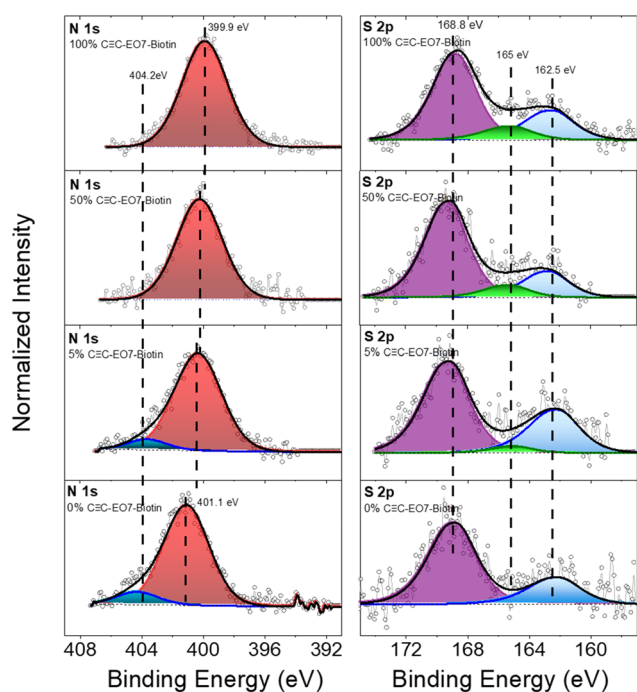 Normalized Intensity
N 1s
100% C≡C-EO7-Biotin
404.2eV
399.9 eV
N 1s
50% C≡C-EO7-Biotin
N 1s
5% C≡C-EO7-Biotin
N 1s
0% C≡C-EO7-Biotin
401.1 eV
408 404 400 396 392
Binding Energy (eV)
S 2p
100% C≡C-EO7-Biotin
168.8 eV
165 eV
162.5 eV
S 2p
50% C≡C-EO7-Biotin
S 2p
5% C≡C-EO7-Biotin
S 2p
0% C≡C-EO7-Biotin
172 168 164 160
Binding Energy (eV)